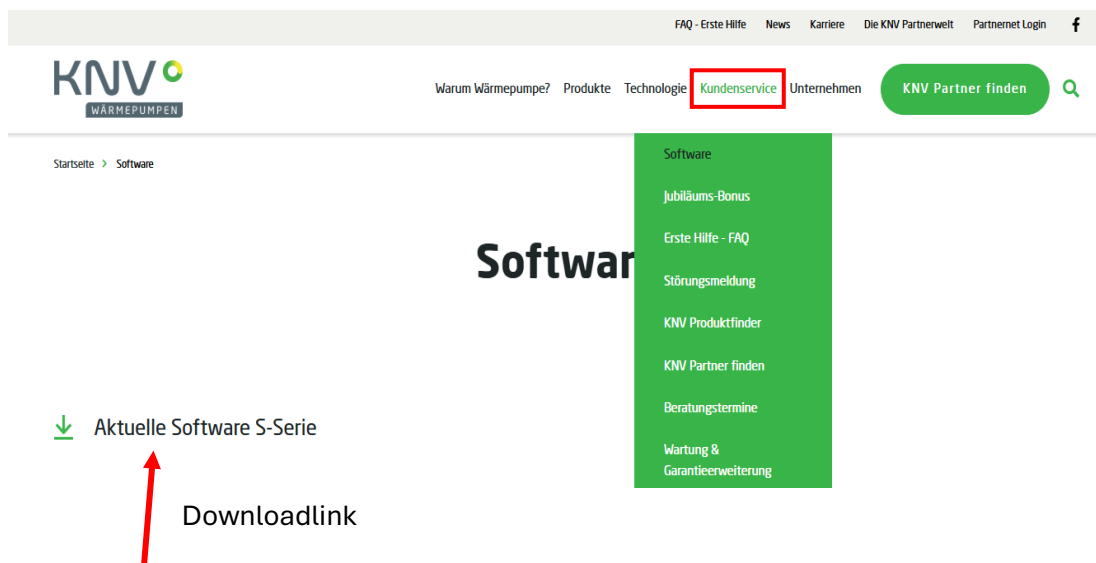 FAQ - Erste Hilfe News Karriere Die KNV Partnerwelt Partnernet Login f
KNV
WÄRMEPUMPEN
Warum Wärmepumpe? Produkte Technologie Kundenservice Unternehmen KNV Partner finden
Startseite > Software
Software
Jubiläums-Bonus
Erste Hilfe - FAQ
Softwar
Störungsmeldung
KNV Produktfinder
KNV Partner finden
Beratungstermine
Wartung &
Garantieerweiterung
Aktuelle Software S-Serie
Downloadlink